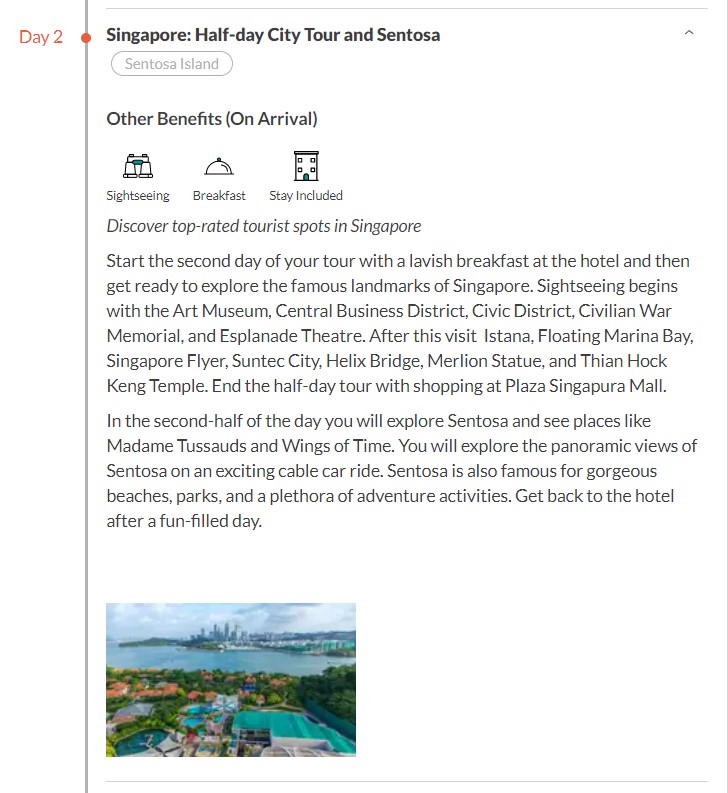 Day 2
Singapore: Half-day City Tour and Sentosa
Sentosa Island
Other Benefits (On Arrival)
Sightseeing Breakfast Stay Included
Discover top-rated tourist spots in Singapore
Start the second day of your tour with a lavish breakfast at the hotel and then
get ready to explore the famous landmarks of Singapore. Sightseeing begins
with the Art Museum, Central Business District, Civic District, Civilian War
Memorial, and Esplanade Theatre. After this visit  Istana, Floating Marina Bay,
Singapore Flyer, Suntec City, Helix Bridge, Merlion Statue, and Thian Hock
Keng Temple. End the half-day tour with shopping at Plaza Singapura Mall.
In the second-half of the day you will explore Sentosa and see places like
Madame Tussauds and Wings of Time. You will explore the panoramic views of
Sentosa on an exciting cable car ride. Sentosa is also famous for gorgeous
beaches, parks, and a plethora of adventure activities. Get back to the hotel
after a fun-filled day.